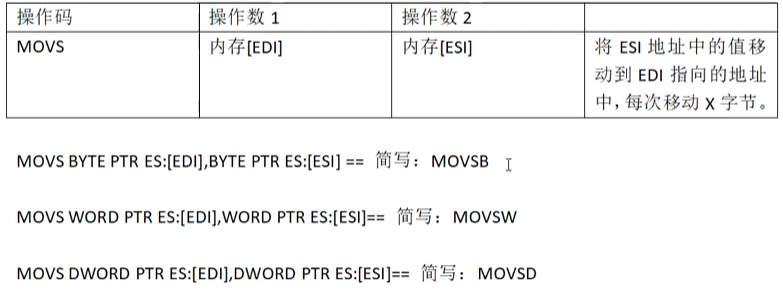 操作码 操作数 1 操作数 2
MOVS 内存[EDI] 内存[ESI] 将 ESI 地址中的值移
动到 EDI 指向的地址
中，每次移动 X 字节。
MOVS BYTE PTR ES:[EDI],BYTE PTR ES:[ESI] == 简写：MOVSB
MOVS WORD PTR ES:[EDI],WORD PTR ES:[ESI]== 简写：MOVSW
MOVS DWORD PTR ES:[EDI],DWORD PTR ES:[ESI]== 简写：MOVSD